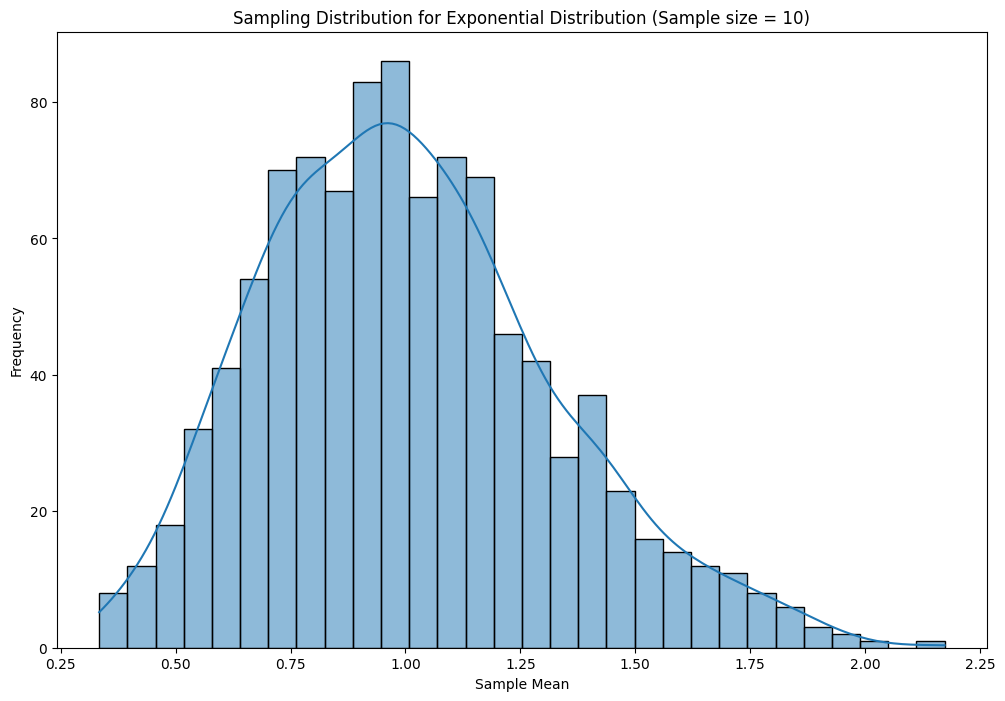 Sampling Distribution for Exponential Distribution (Sample size = 10)
Frequency
80
60
40
20
0
0.25 0.50 0.75 1.00 1.25 1.50 1.75 2.00 2.25
Sample Mean